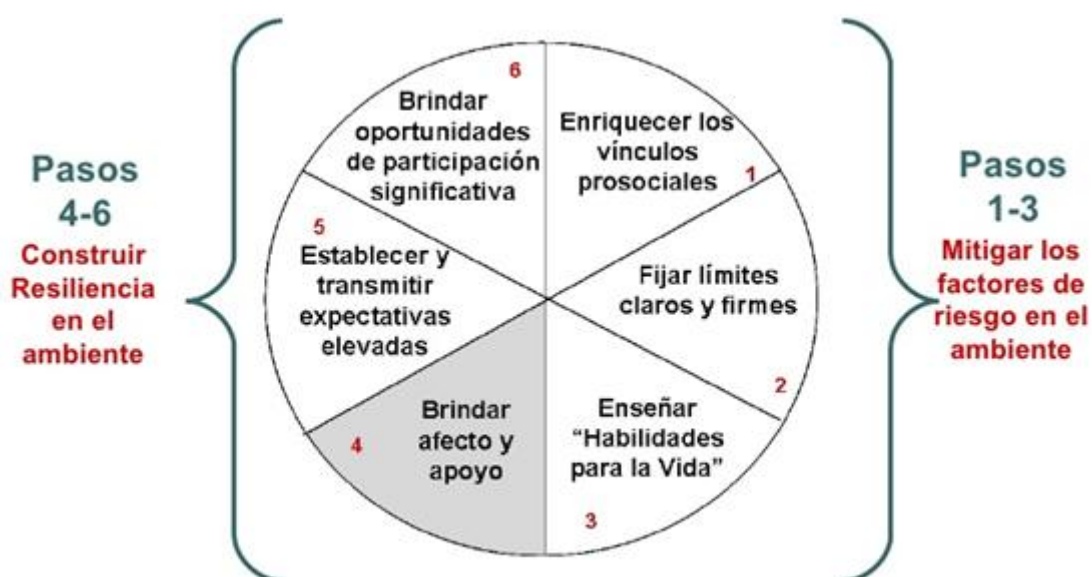 Pasos
4-6
Construir
Resiliencia
en el
ambiente
6
Brindar
oportunidades
de participación
significativa
Enriquecer los
vínculos
prosociales
1
5
Establecer y
transmitir
expectativas
elevadas
Fijar límites
claros y firmes
2
4
Brindar
afecto y
apoyo
Enseñar
“Habilidades
para la Vida”
3
Pasos
1-3
Mitigar los
factores de
riesgo en el
ambiente